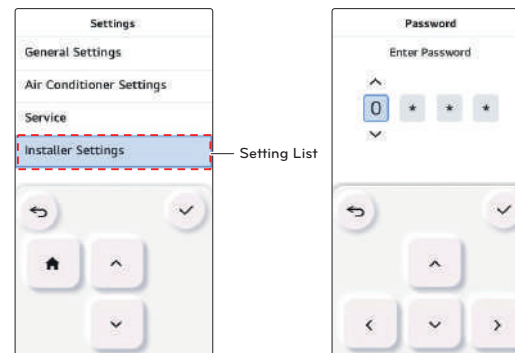 Settings
General Settings
Air Conditioner Settings
Service
Installer Settings
Setting List
Password
Enter Password
0 * * *